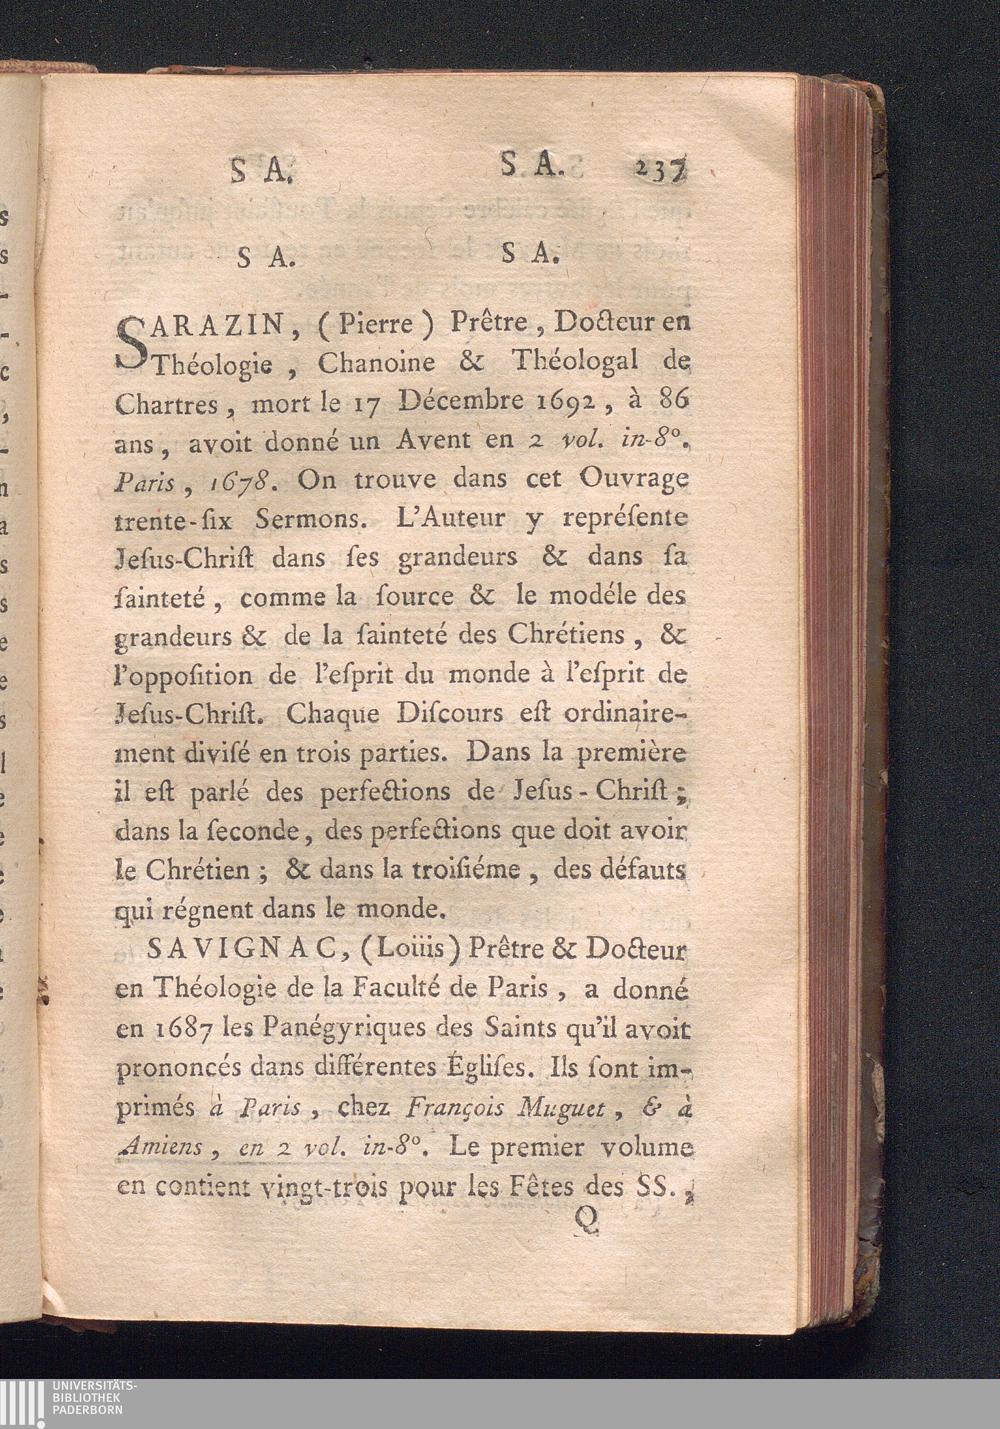 S A. S A. 237
S A. S A.
SARAZIN, (Pierre) Prêtre, Docteur en
Théologie, Chanoine & Théologal de
Chartres, mort le 17 Décembre 1692, à 86
ans, avoit donné un Avent en 2 vol. in-8°.
Paris, 1678. On trouve dans cet Ouvrage
trente-ſix Sermons. L'Auteur y repréſente
Jeſus-Chriſt dans ſes grandeurs & dans ſa
ſainteté, comme la ſource & le modéle des
grandeurs & de la ſainteté des Chrétiens, &
l'oppoſition de l'eſprit du monde à l'eſprit de
Jeſus-Chriſt. Chaque Diſcours eſt ordinaire-
ment diviſé en trois parties. Dans la première
il eſt parlé des perfections de Jeſus-Chriſt;
dans la ſeconde, des perfections que doit avoir
le Chrétien; & dans la troiſiéme, des défauts
qui régnent dans le monde.
SAVIGNAC, (Loüis) Prêtre & Docteur
en Théologie de la Faculté de Paris, a donné
en 1687 les Panégyriques des Saints qu'il avoit
prononcés dans différentes Égliſes. Ils ſont im-
primés à Paris, chez François Muguet, & à
Amiens, en 2 vol. in-8°. Le premier volume
en contient vingt-trois pour les Fêtes des SS.,
Q
UNIVERSITÄTS-
BIBLIOTHEK
PADERBORN